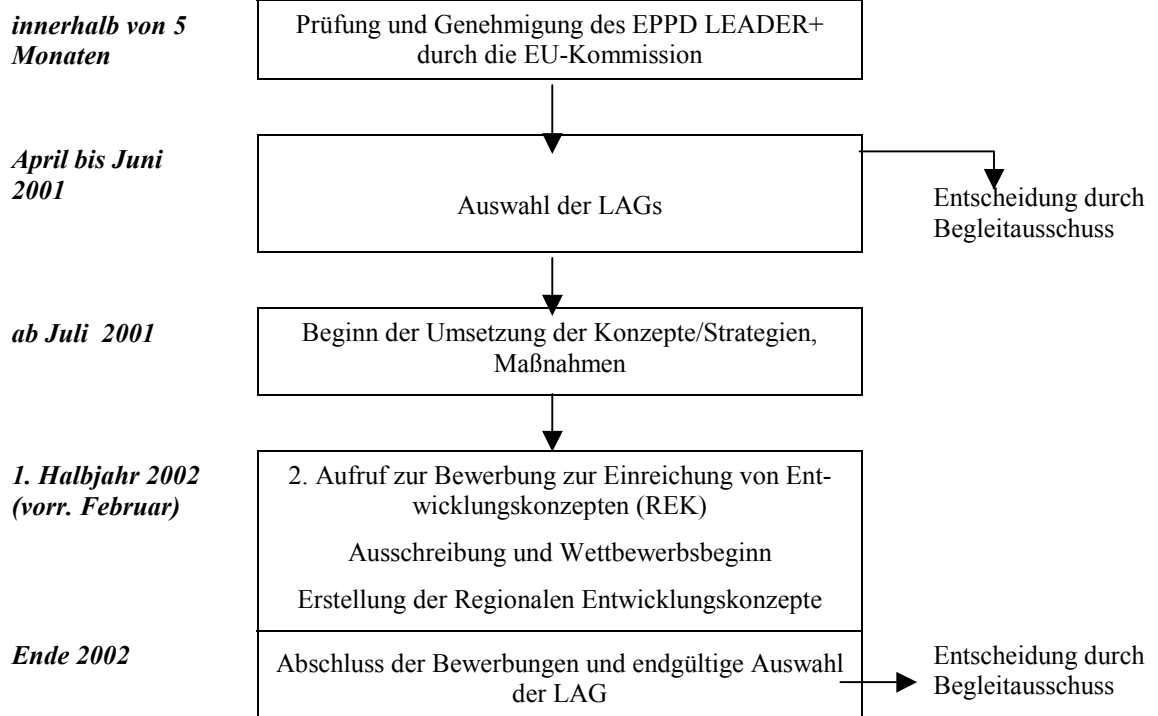 innerhalb von 5
Monaten
Prüfung und Genehmigung des EPPD LEADER+
durch die EU-Kommission
April bis Juni
2001
Auswahl der LAGs
Entscheidung durch
Begleitausschuss
ab Juli 2001
Beginn der Umsetzung der Konzepte/Strategien,
Maßnahmen
1. Halbjahr 2002
(vorr. Februar)
2. Aufruf zur Bewerbung zur Einreichung von Ent-
wicklungskonzepten (REK)
Ausschreibung und Wettbewerbsbeginn
Erstellung der Regionalen Entwicklungskonzepte
Ende 2002
Abschluss der Bewerbungen und endgültige Auswahl
der LAG
Entscheidung durch
Begleitausschuss